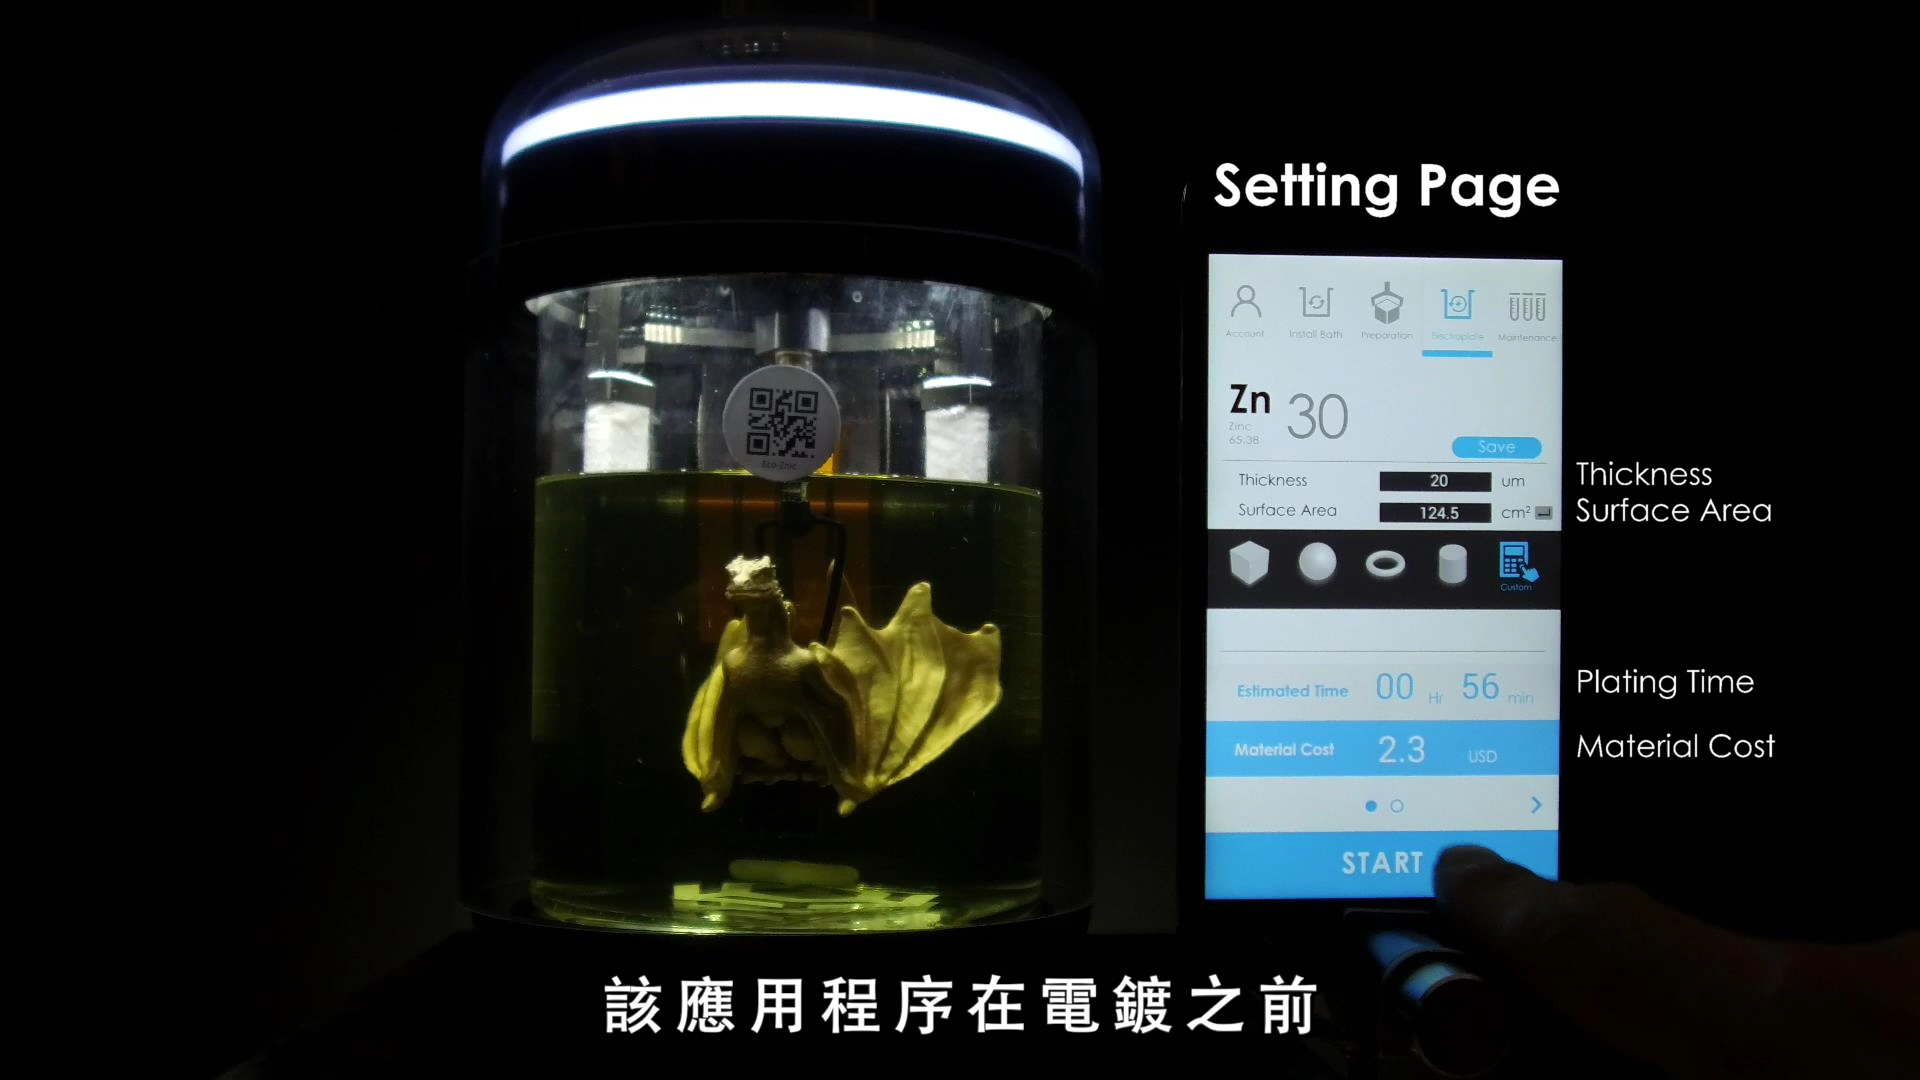 Setting Page
Account
Install Bath
Preparation
Electroplate
Maintenance
Zn 30
Zinc
65.38
Save
Thickness 20 um
Surface Area 124.5 cm²
Thickness
Surface Area
Custom
Estimated Time 00 Hr 56 min
Plating Time
Material Cost 2.3 USD
Material Cost
START
Eco-Znic
該應用程序在電鍍之前